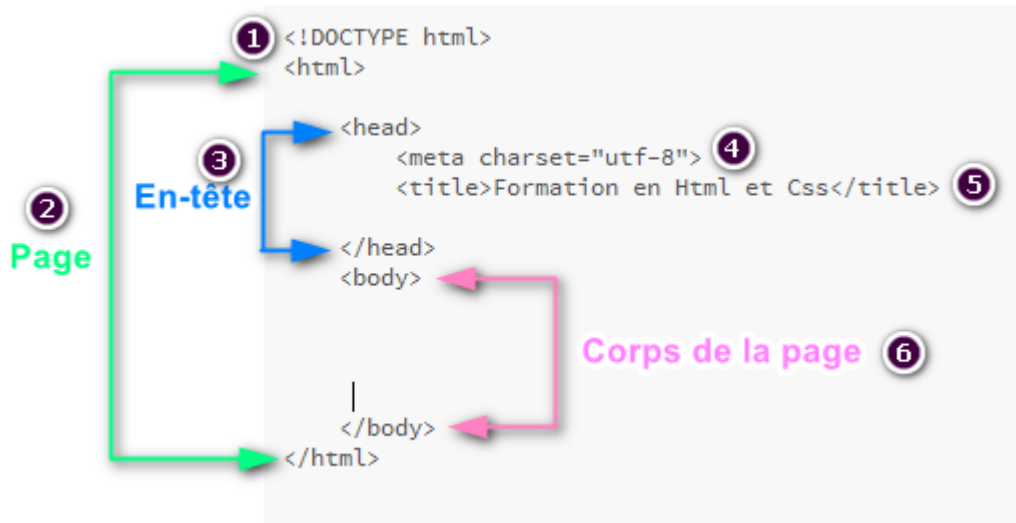 1 <!DOCTYPE html>
<html>
<head>
3 <meta charset="utf-8"> 4
En-tête <title>Formation en Html et Css</title> 5
2
Page </head>
<body>
Corps de la page 6
</body>
</html>